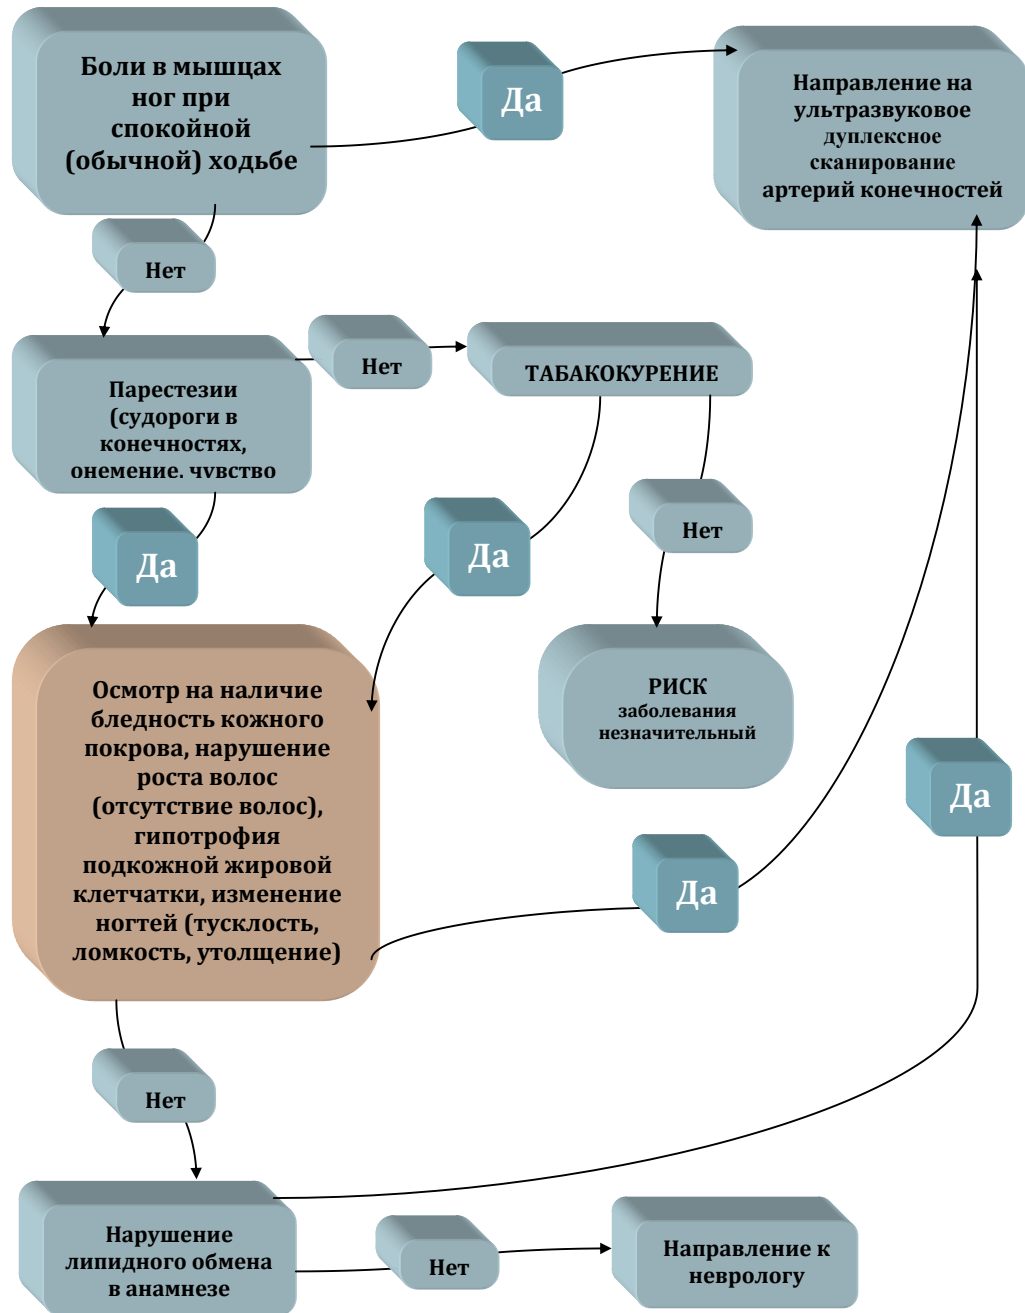 Боли в мышцах
ног при
спокойной
(обычной) ходьбе
Да
Направление на
ультразвуковое
дуплексное
сканирование
артерий конечностей
Нет
Парестезии
(судороги в
конечностях,
онемение, чувство
Нет
ТАБАКОКУРЕНИЕ
Да
Да
Нет
Осмотр на наличие
бледность кожного
покрова, нарушение
роста волос
(отсутствие волос),
гипотрофия
подкожной жировой
клетчатки, изменение
ногтей (тусклость,
ломкость, утолщение)
РИСК
заболевания
незначительный
Да
Да
Нет
Нарушение
липидного обмена
в анамнезе
Нет
Направление к
неврологу